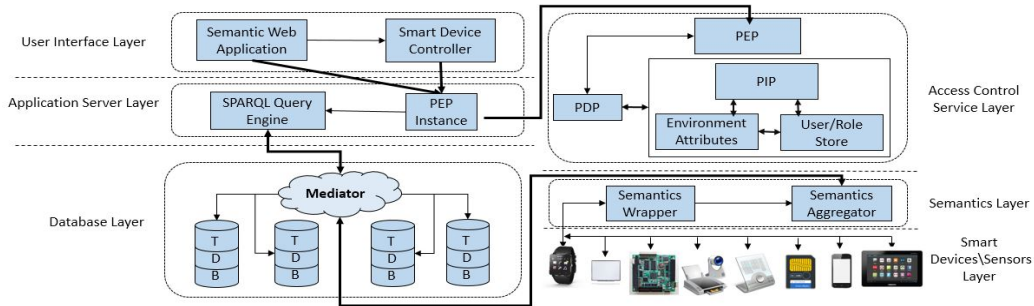 User Interface Layer
Semantic Web
Application
Smart Device
Controller
Application Server Layer
SPARQL Query
Engine
PEP
Instance
Database Layer
Mediator
T
D
B
T
D
B
T
D
B
T
D
B
PEP
PDP
PIP
Environment
Attributes
User/Role
Store
Access Control
Service Layer
Semantics
Wrapper
Semantics
Aggregator
Semantics Layer
Smart
Devices\Sensors
Layer